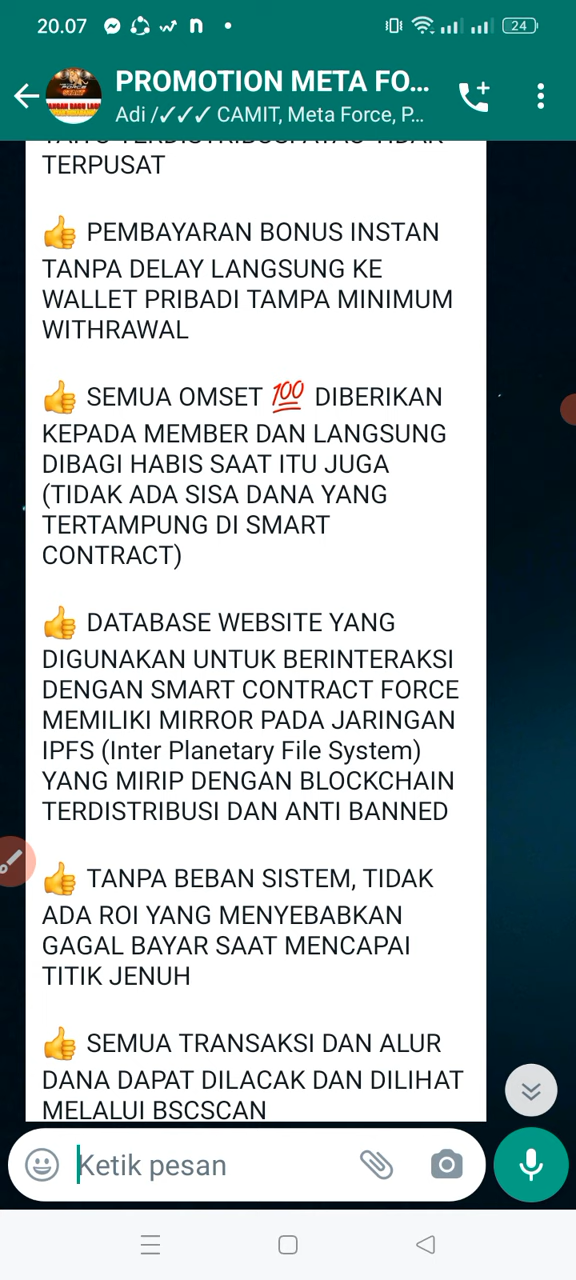 20.07
24
PROMOTION META FO...
Adi /✓✓✓ CAMIT, Meta Force, P...
TERPUSAT
👍 PEMBAYARAN BONUS INSTAN
TANPA DELAY LANGSUNG KE
WALLET PRIBADI TAMPA MINIMUM
WITHRAWAL
👍 SEMUA OMSET 💯 DIBERIKAN
KEPADA MEMBER DAN LANGSUNG
DIBAGI HABIS SAAT ITU JUGA
(TIDAK ADA SISA DANA YANG
TERTAMPUNG DI SMART
CONTRACT)
👍 DATABASE WEBSITE YANG
DIGUNAKAN UNTUK BERINTERAKSI
DENGAN SMART CONTRACT FORCE
MEMILIKI MIRROR PADA JARINGAN
IPFS (Inter Planetary File System)
YANG MIRIP DENGAN BLOCKCHAIN
TERDISTRIBUSI DAN ANTI BANNED
👍 TANPA BEBAN SISTEM, TIDAK
ADA ROI YANG MENYEBABKAN
GAGAL BAYAR SAAT MENCAPAI
TITIK JENUH
👍 SEMUA TRANSAKSI DAN ALUR
DANA DAPAT DILACAK DAN DILIHAT
MELALUI BSCSCAN
Ketik pesan